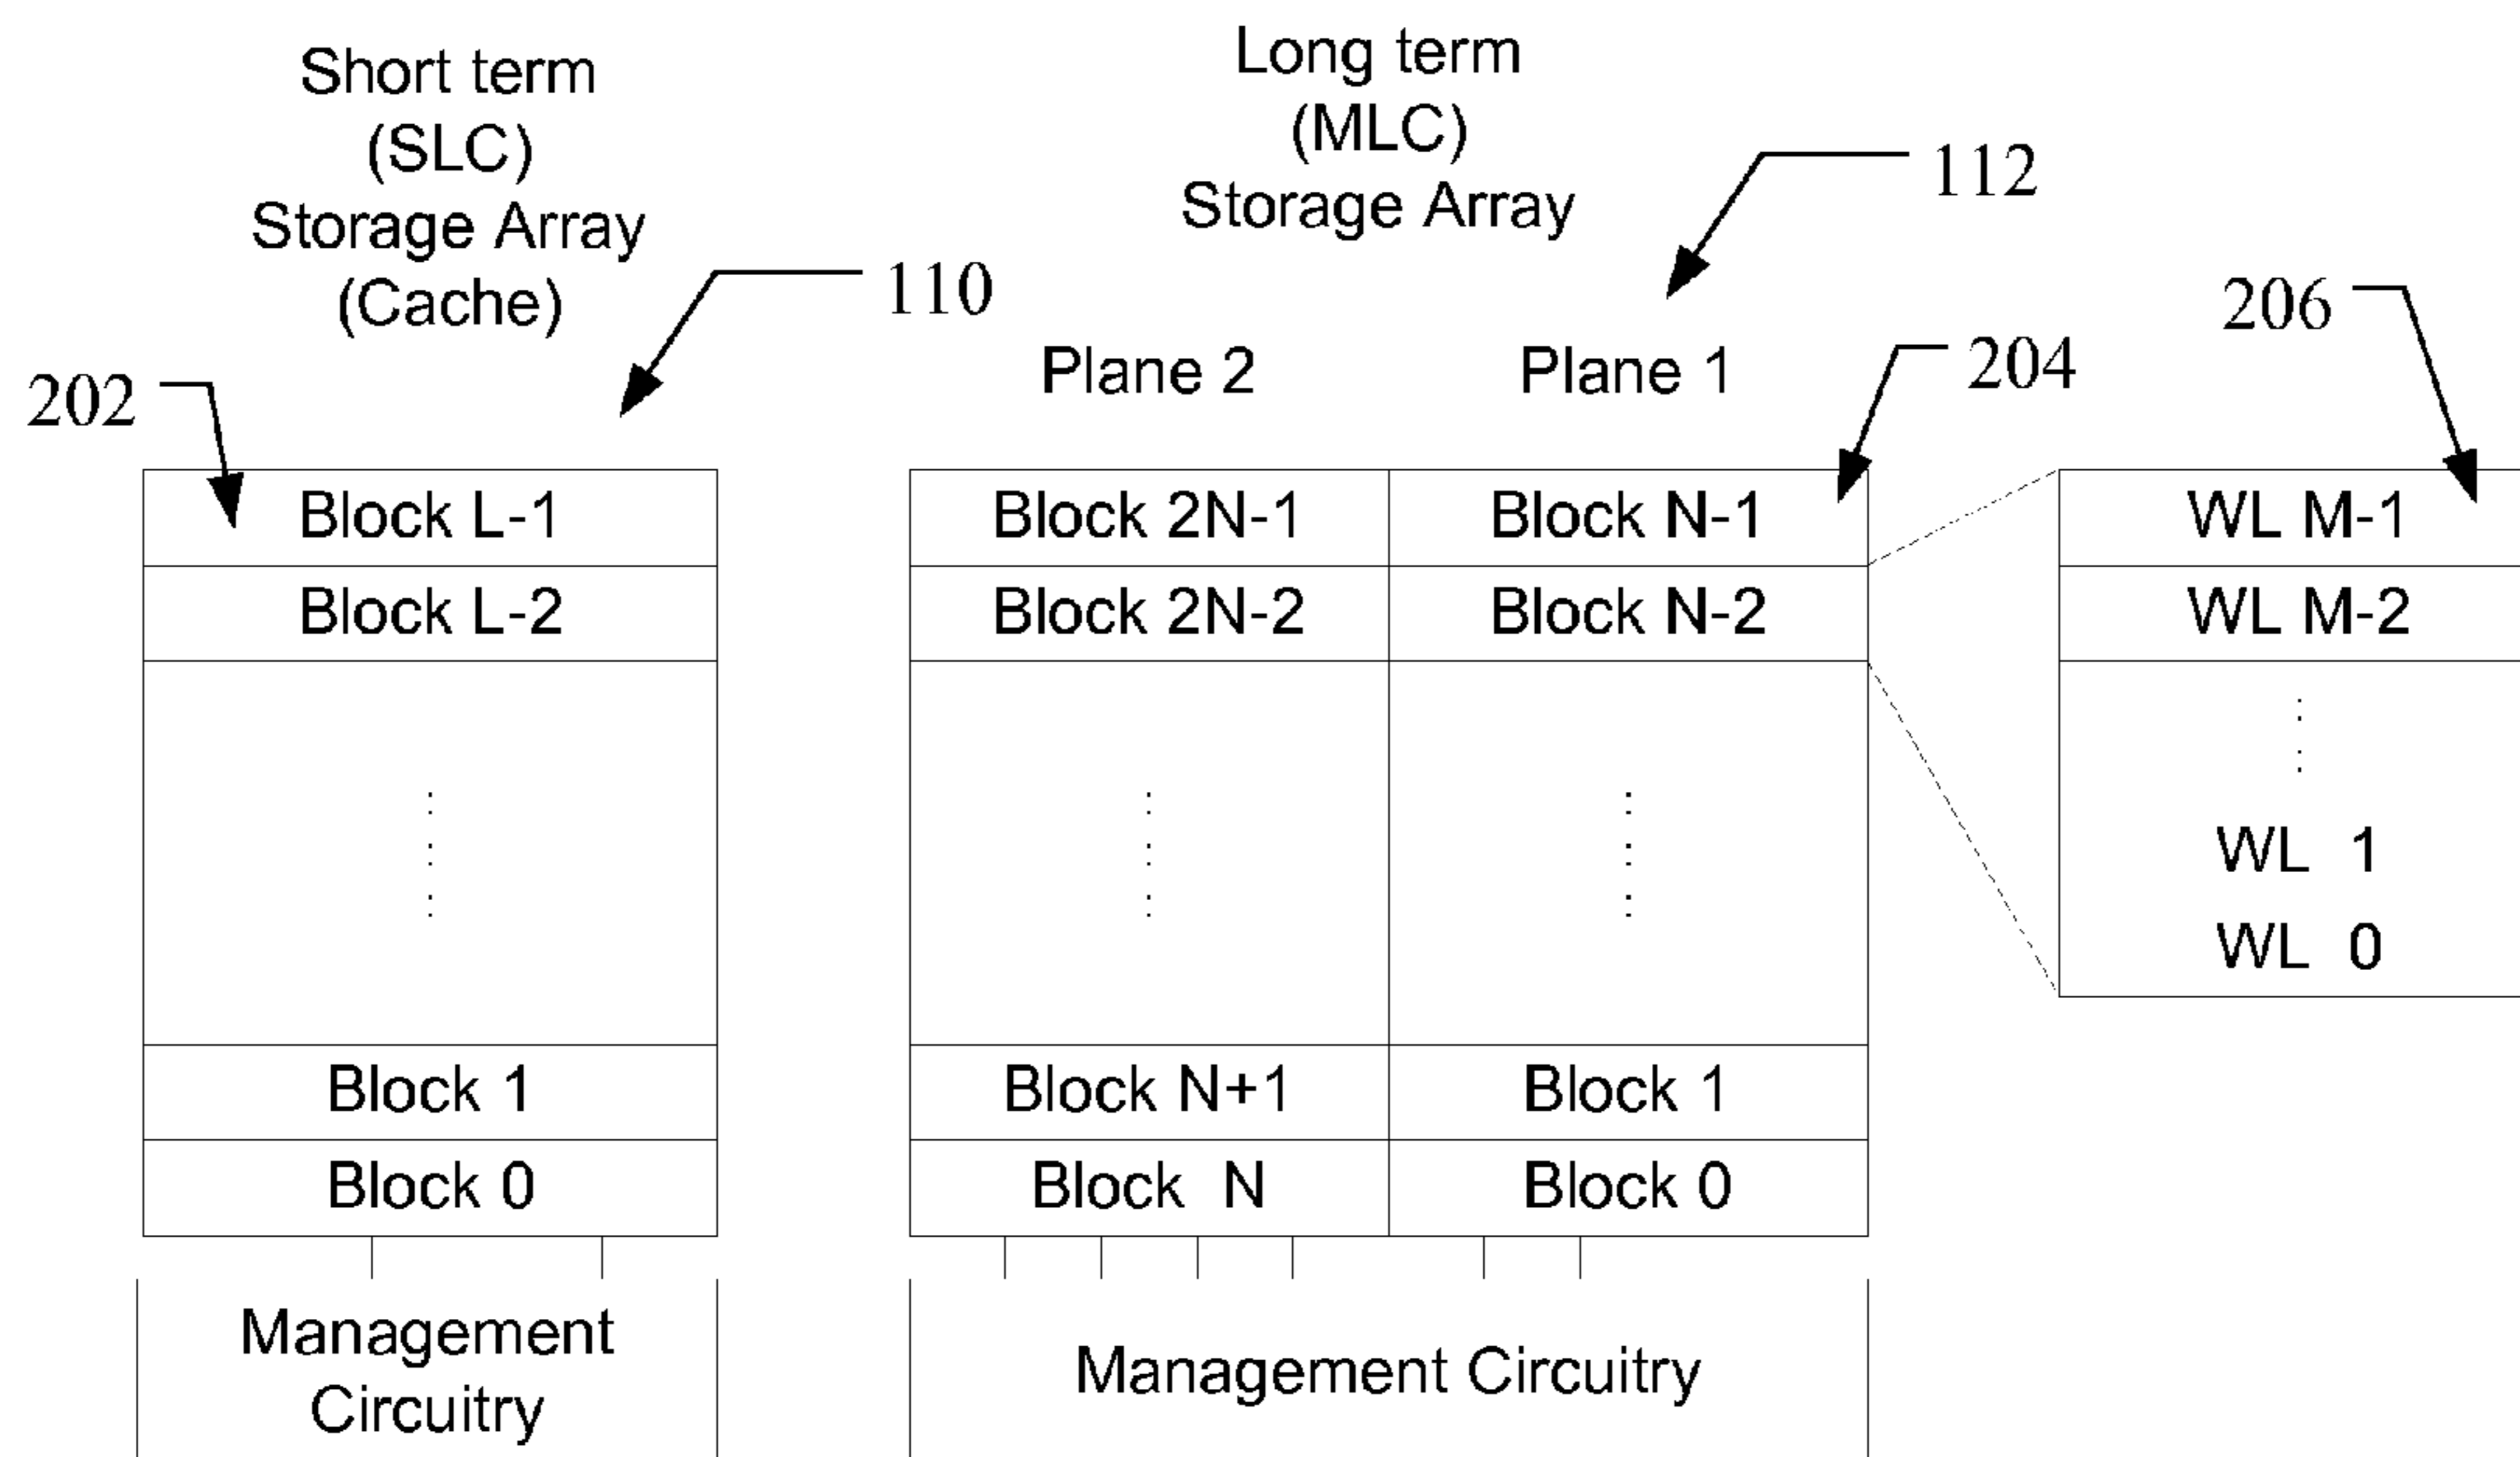 Short term
(SLC)
Storage Array
(Cache)
Long term
(MLC)
Storage Array
112
110
206
Plane 2
Plane 1
204
202
Block L-1
Block 2N-1
Block N-1
WL M-1
Block L-2
Block 2N-2
Block N-2
WL M-2
WL 1
WL 0
Block 1
Block N+1
Block 1
Block 0
Block N
Block 0
Management
Circuitry
Management Circuitry